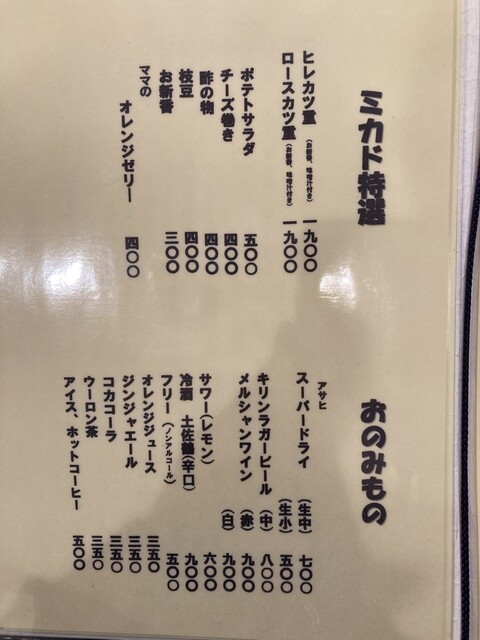 ミカド特選
ヒレカツ重 (お新香、味噌汁付き) 一九〇〇
ロースカツ重 (お新香、味噌汁付き) 一九〇〇
ポテトサラダ 五〇〇
チーズ巻き 四〇〇
酢の物 四〇〇
枝豆 四〇〇
お新香 三〇〇
ママの
オレンジゼリー 四〇〇
おのみもの
アサヒ
スーパードライ (生中) 七〇〇
(生小) 五〇〇
キリンラガービール (中) 八〇〇
メルシャンワイン (赤) 九〇〇
(白) 九〇〇
サワー(レモン) 六〇〇
冷酒 土佐鶴(辛口) 九〇〇
フリー (ノンアルコール) 五〇〇
オレンジジュース 三五〇
ジンジャエール 三五〇
コカコーラ 三五〇
ウーロン茶 三五〇
アイス、ホットコーヒー 五〇〇